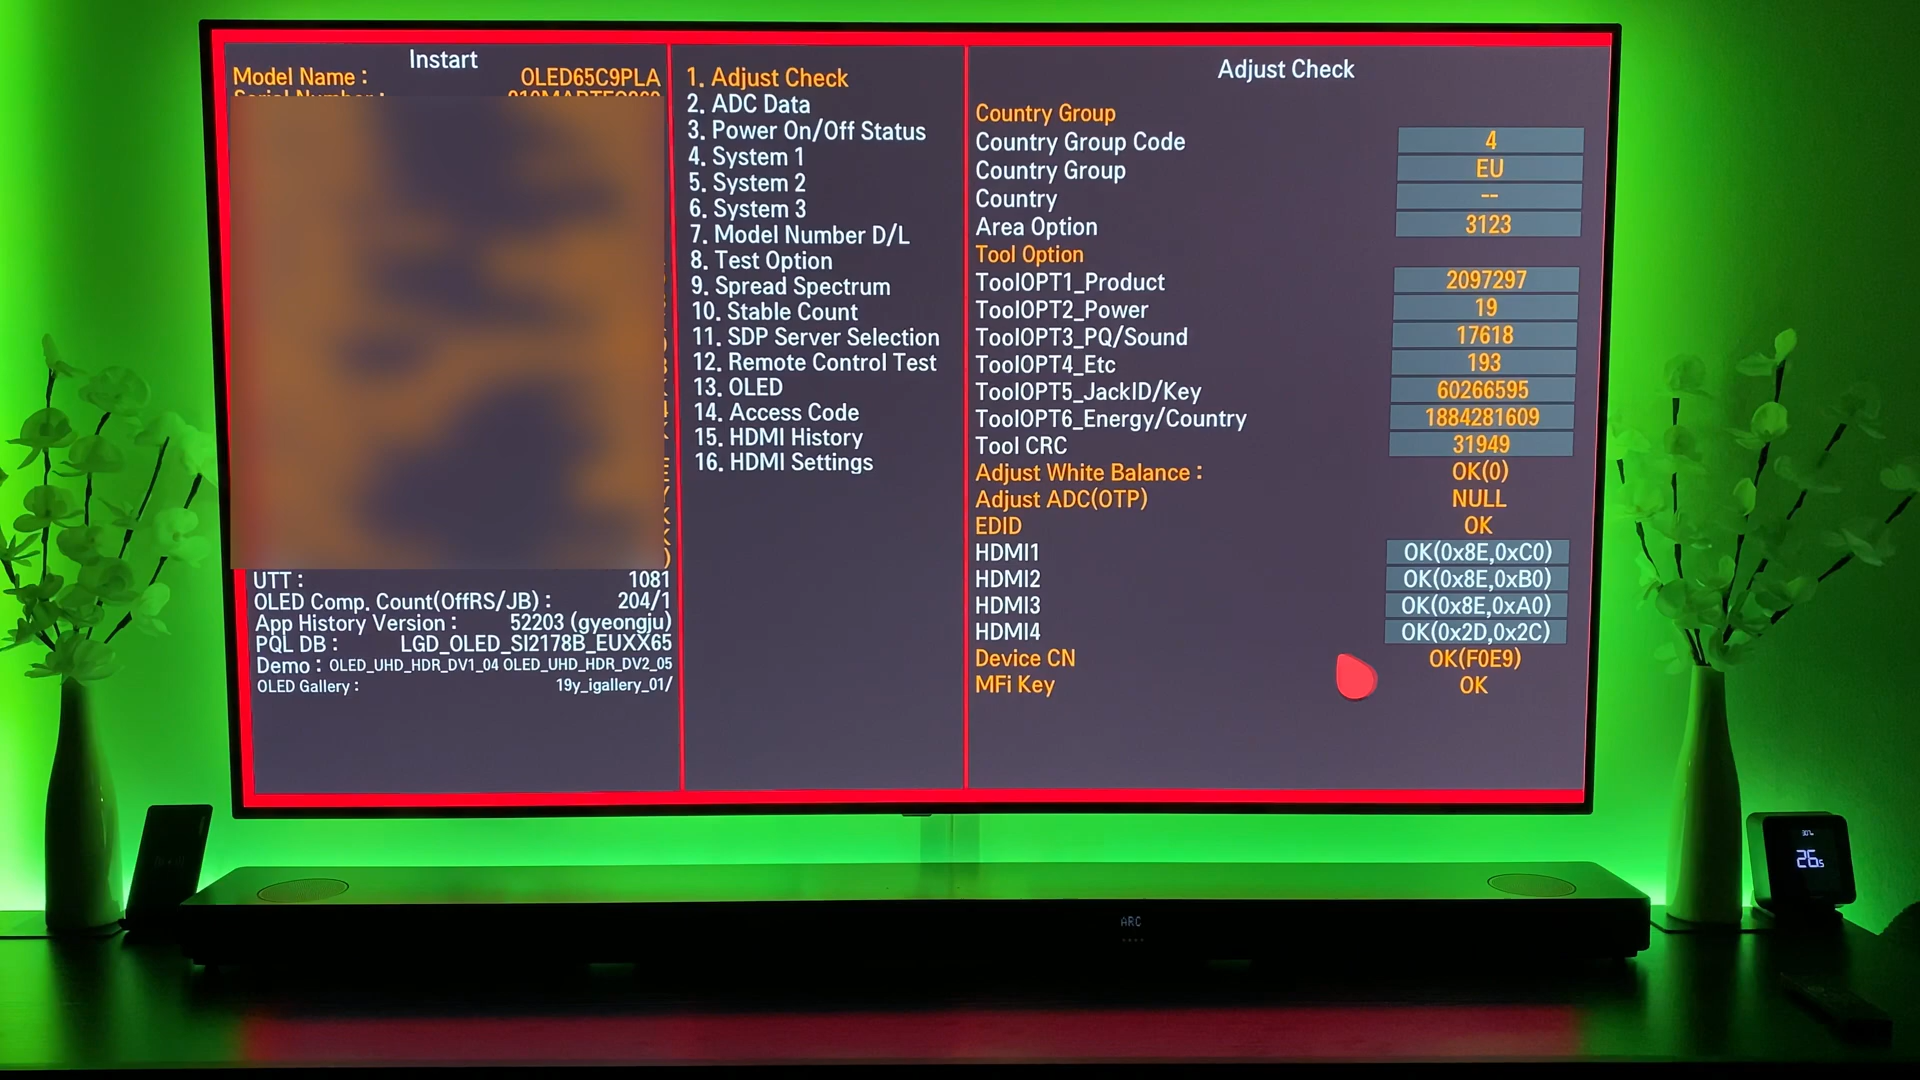 Instart
Model Name : OLED65C9PLA
Serial Number :
UTT : 1081
OLED Comp. Count(OffRS/JB) : 204/1
App History Version : 52203 (gyeongju)
PQL DB : LGD_OLED_SI2178B_EUXX65
Demo : OLED_UHD_HDR_DV1_04 OLED_UHD_HDR_DV2_05
OLED Gallery : 19y_igallery_01/
1. Adjust Check
2. ADC Data
3. Power On/Off Status
4. System 1
5. System 2
6. System 3
7. Model Number D/L
8. Test Option
9. Spread Spectrum
10. Stable Count
11. SDP Server Selection
12. Remote Control Test
13. OLED
14. Access Code
15. HDMI History
16. HDMI Settings
Adjust Check
Country Group
Country Group Code 4
Country Group EU
Country --
Area Option 3123
Tool Option
ToolOPT1_Product 2097297
ToolOPT2_Power 19
ToolOPT3_PQ/Sound 17618
ToolOPT4_Etc 193
ToolOPT5_JackID/Key 60266595
ToolOPT6_Energy/Country 1884281609
Tool CRC 31949
Adjust White Balance : OK(0)
Adjust ADC(OTP) NULL
EDID OK
HDMI1 OK(0x8E,0xC0)
HDMI2 OK(0x8E,0xB0)
HDMI3 OK(0x8E,0xA0)
HDMI4 OK(0x2D,0x2C)
Device CN OK(F0E9)
MFi Key OK
ARC